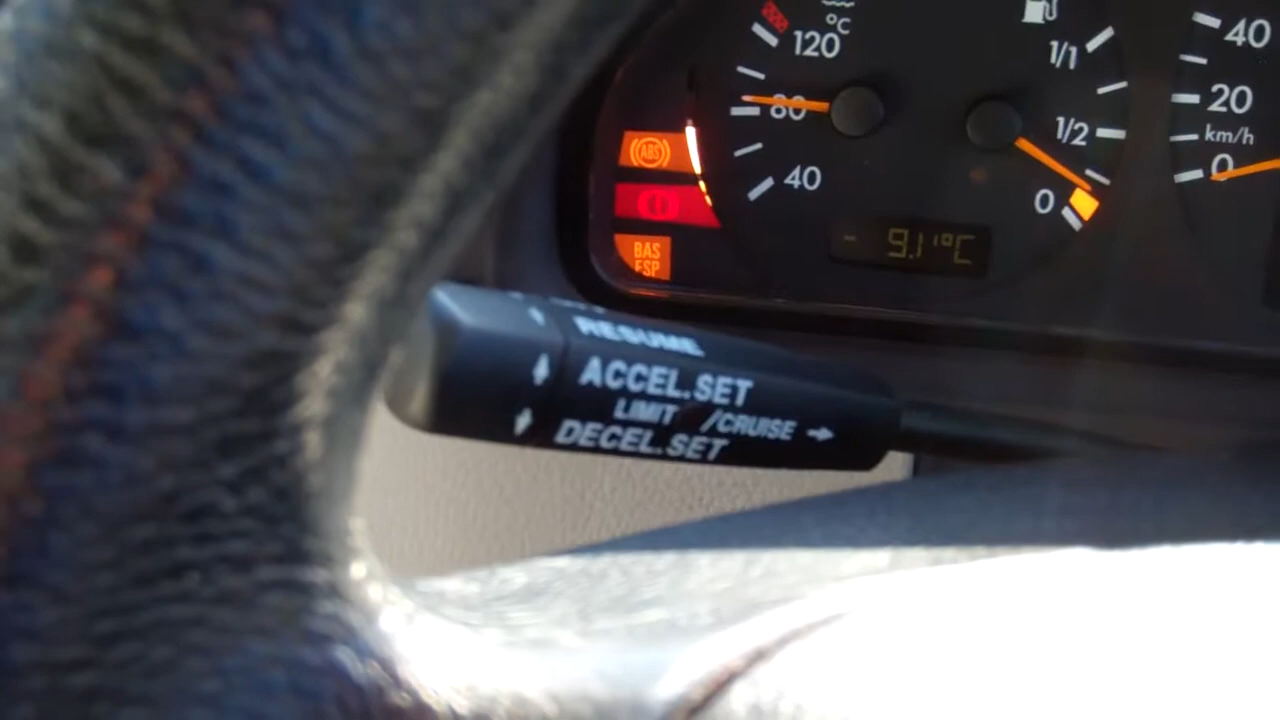 °C
120
80
40
1/1
1/2
0
40
20
km/h
0
ABS
BAS
ESP
- 9.1°C
RESUME
ACCEL.SET
LIMIT /CRUISE
DECEL.SET